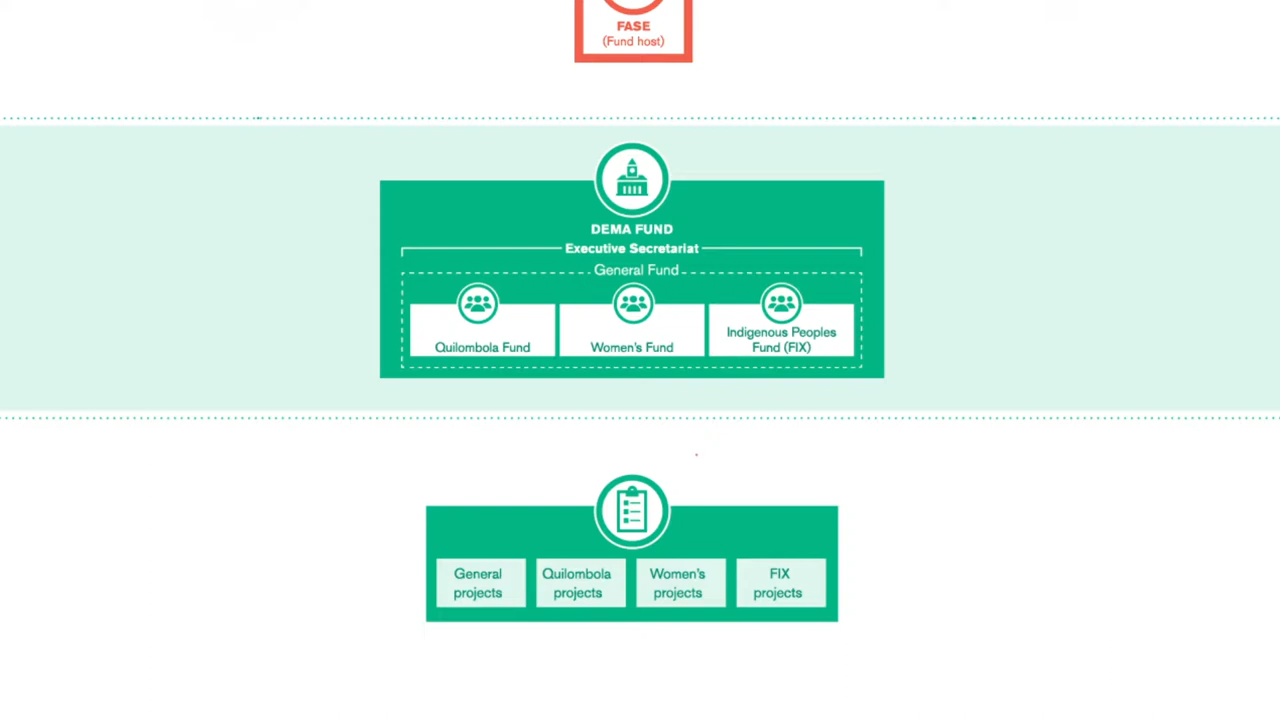 FASE
(Fund host)
DEMA FUND
Executive Secretariat
General Fund
Quilombola Fund
Women's Fund
Indigenous Peoples
Fund (FIX)
General
projects
Quilombola
projects
Women's
projects
FIX
projects